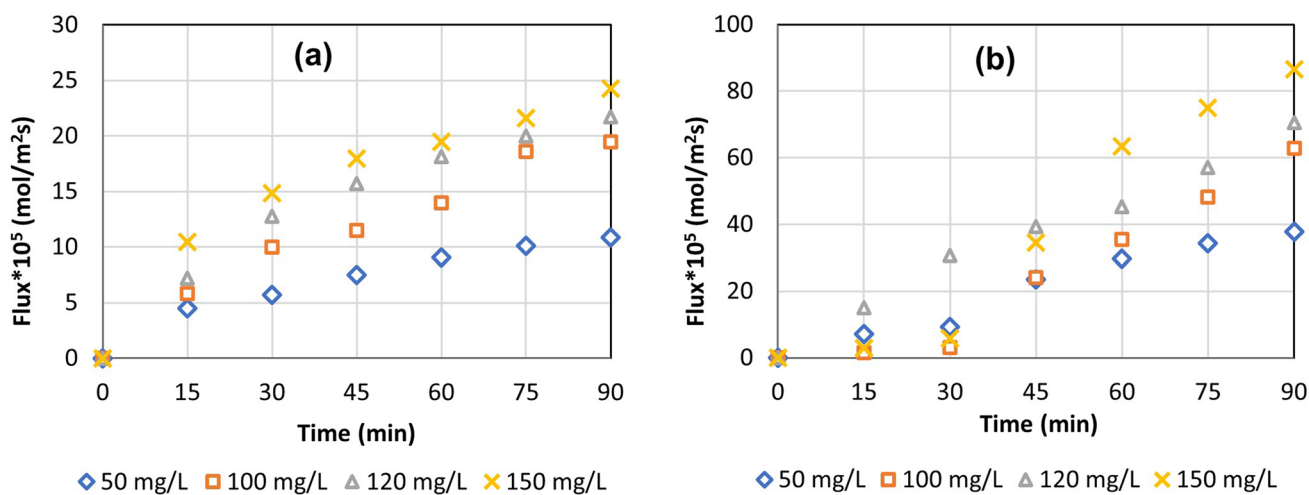 (a)
30
25
20
15
10
5
0
Flux*10⁵ (mol/m²s)
0 15 30 45 60 75 90
Time (min)
50 mg/L 100 mg/L 120 mg/L 150 mg/L
(b)
100
80
60
40
20
0
Flux*10⁵ (mol/m²s)
0 15 30 45 60 75 90
Time (min)
50 mg/L 100 mg/L 120 mg/L 150 mg/L